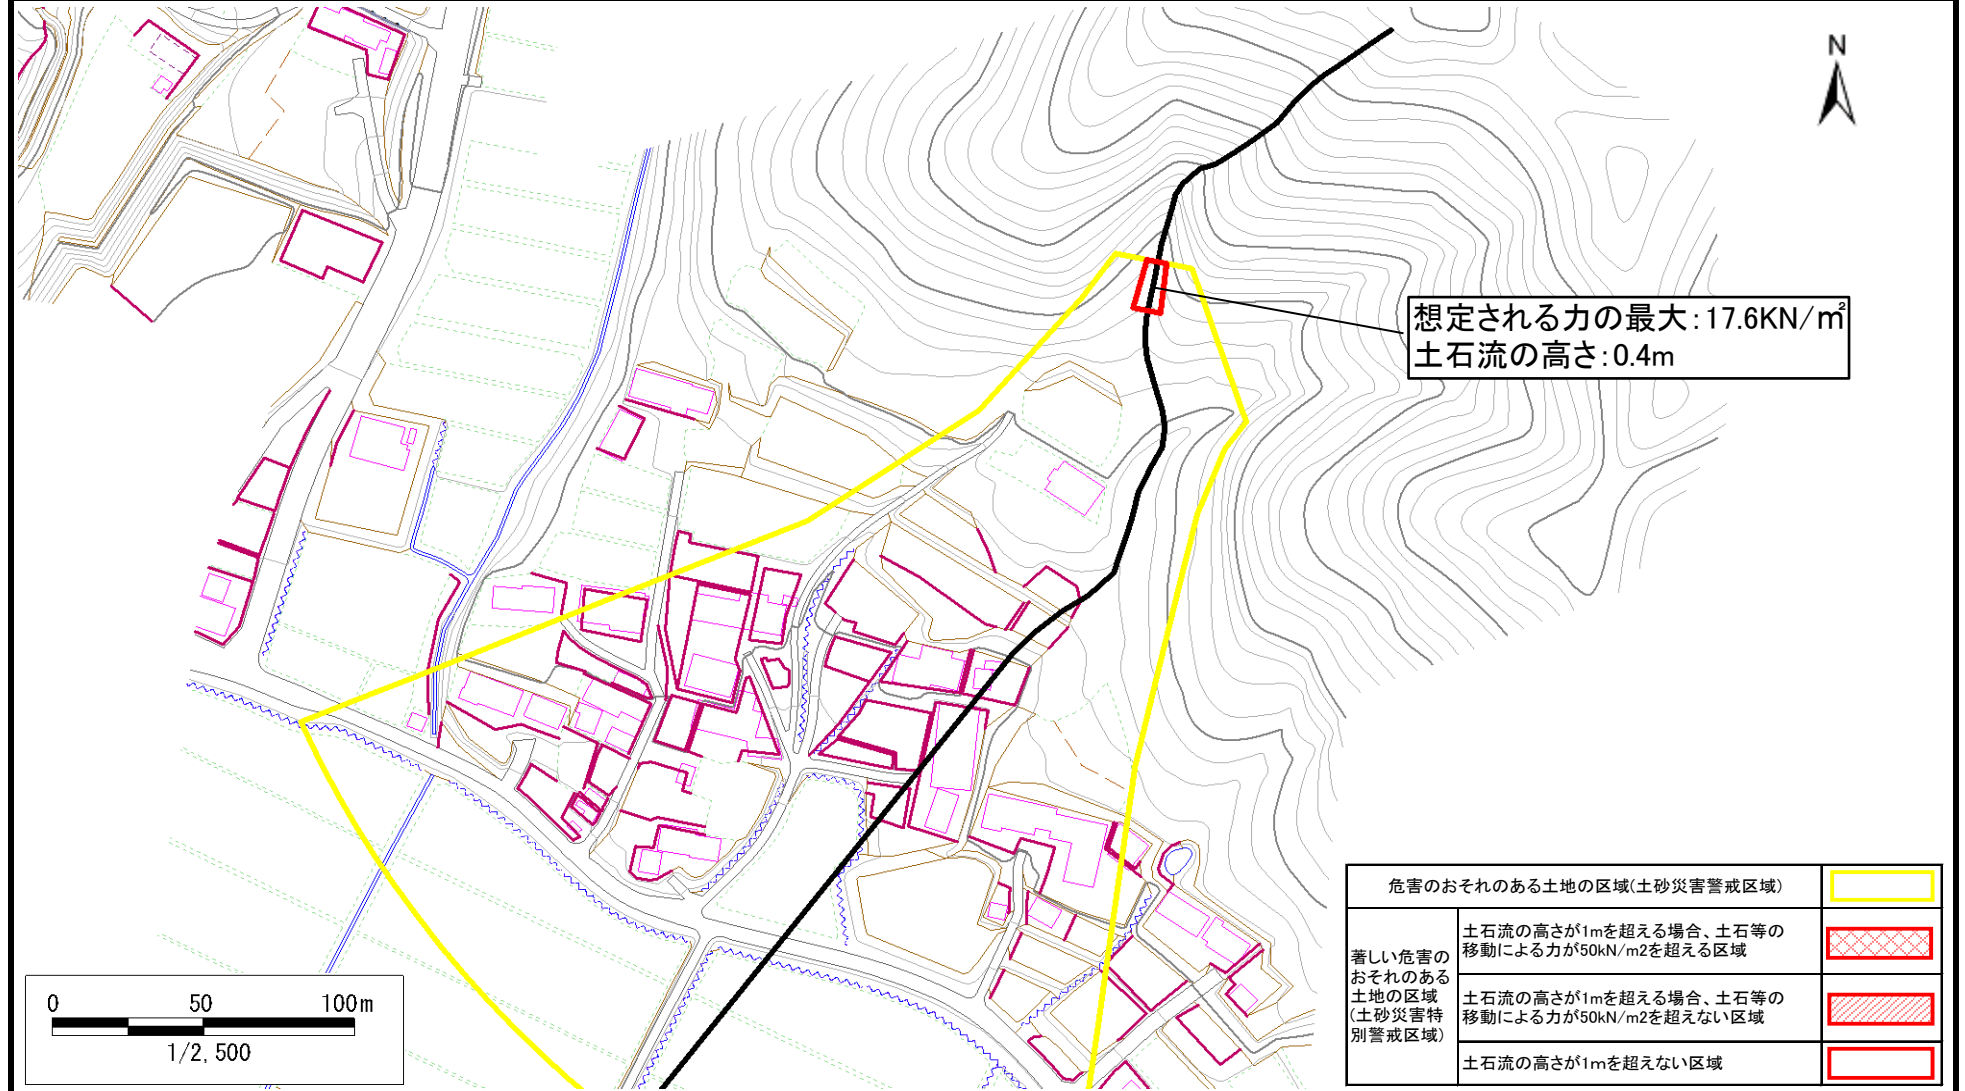 N
想定される力の最大:17.6KN/㎡
土石流の高さ:0.4m
危害のおそれのある土地の区域(土砂災害警戒区域)
著しい危害の
おそれのある
土地の区域
(土砂災害特
別警戒区域)
土石流の高さが1mを超える場合、土石等の
移動による力が50kN/m2を超える区域
土石流の高さが1mを超える場合、土石等の
移動による力が50kN/m2を超えない区域
土石流の高さが1mを超えない区域
0 50 100m
1/2,500